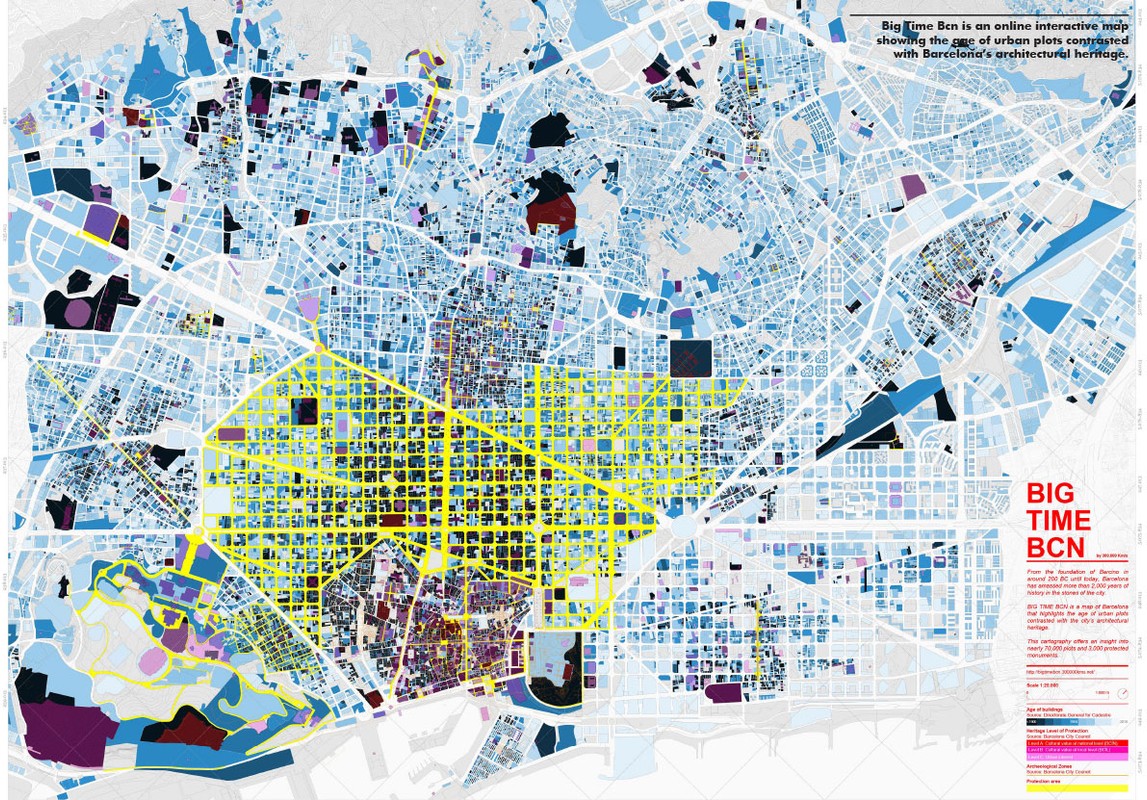 Big Time Bcn is an online interactive map
showing the age of urban plots contrasted
with Barcelona's architectural heritage.
BIG
TIME
BCN
by 300.000 Km/s
From the foundation of Barcino in
around 200 BC until today, Barcelona
has amassed more than 2,000 years of
history in the stones of the city.
BIG TIME BCN is a map of Barcelona
that highlights the age of urban plots
contrasted with the city's architectural
heritage.
This cartography offers an insight into
nearly 70,000 plots and 3,000 protected
monuments.
Scale 1:20.000
Age of buildings
Source: Directorate General for Cadastre
Heritage Level of Protection
Source: Barcelona City Council
Level A: Cultural value of national level (BCIN)
Level B: Cultural value of local level (BCIL)
Archaeological Zones
Source: Barcelona City Council
Protection area